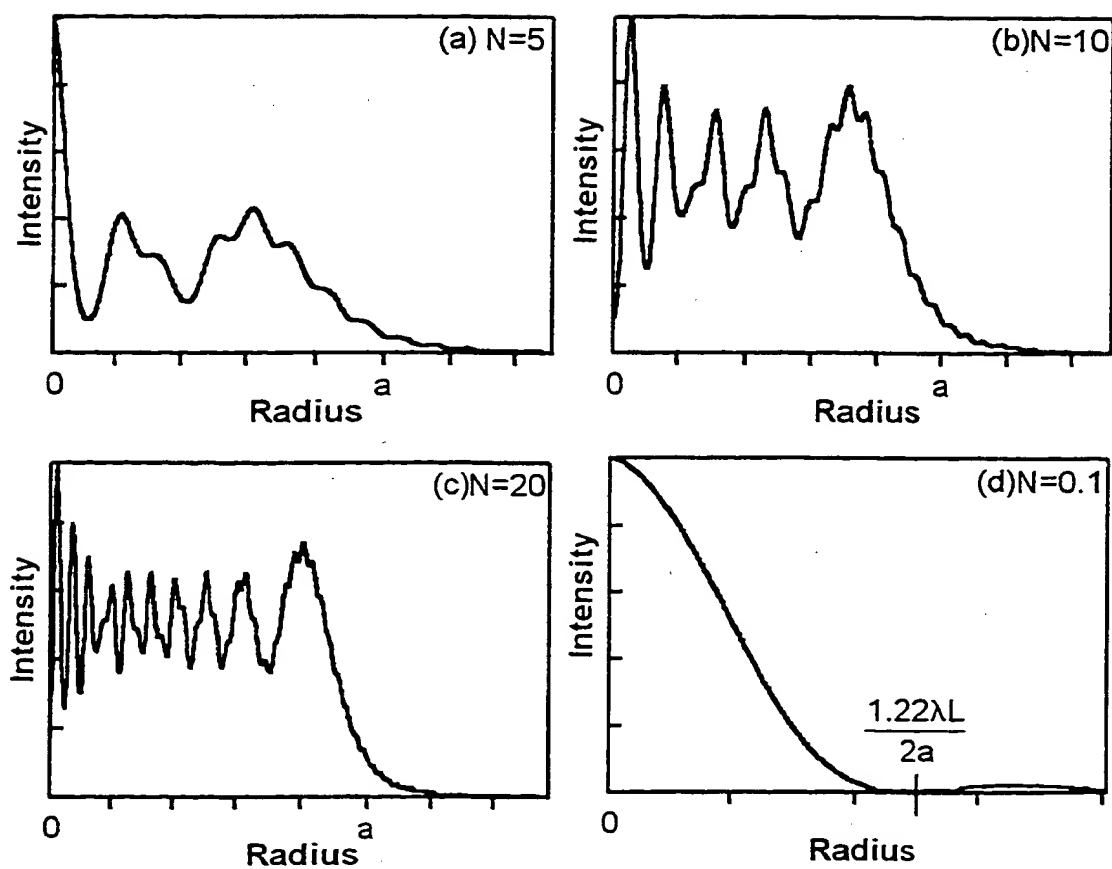 (a) N=5
Intensity
0 a
Radius
(b)N=10
Intensity
0 a
Radius
(c)N=20
Intensity
0 a
Radius
(d)N=0.1
Intensity
1.22λL
2a
0
Radius